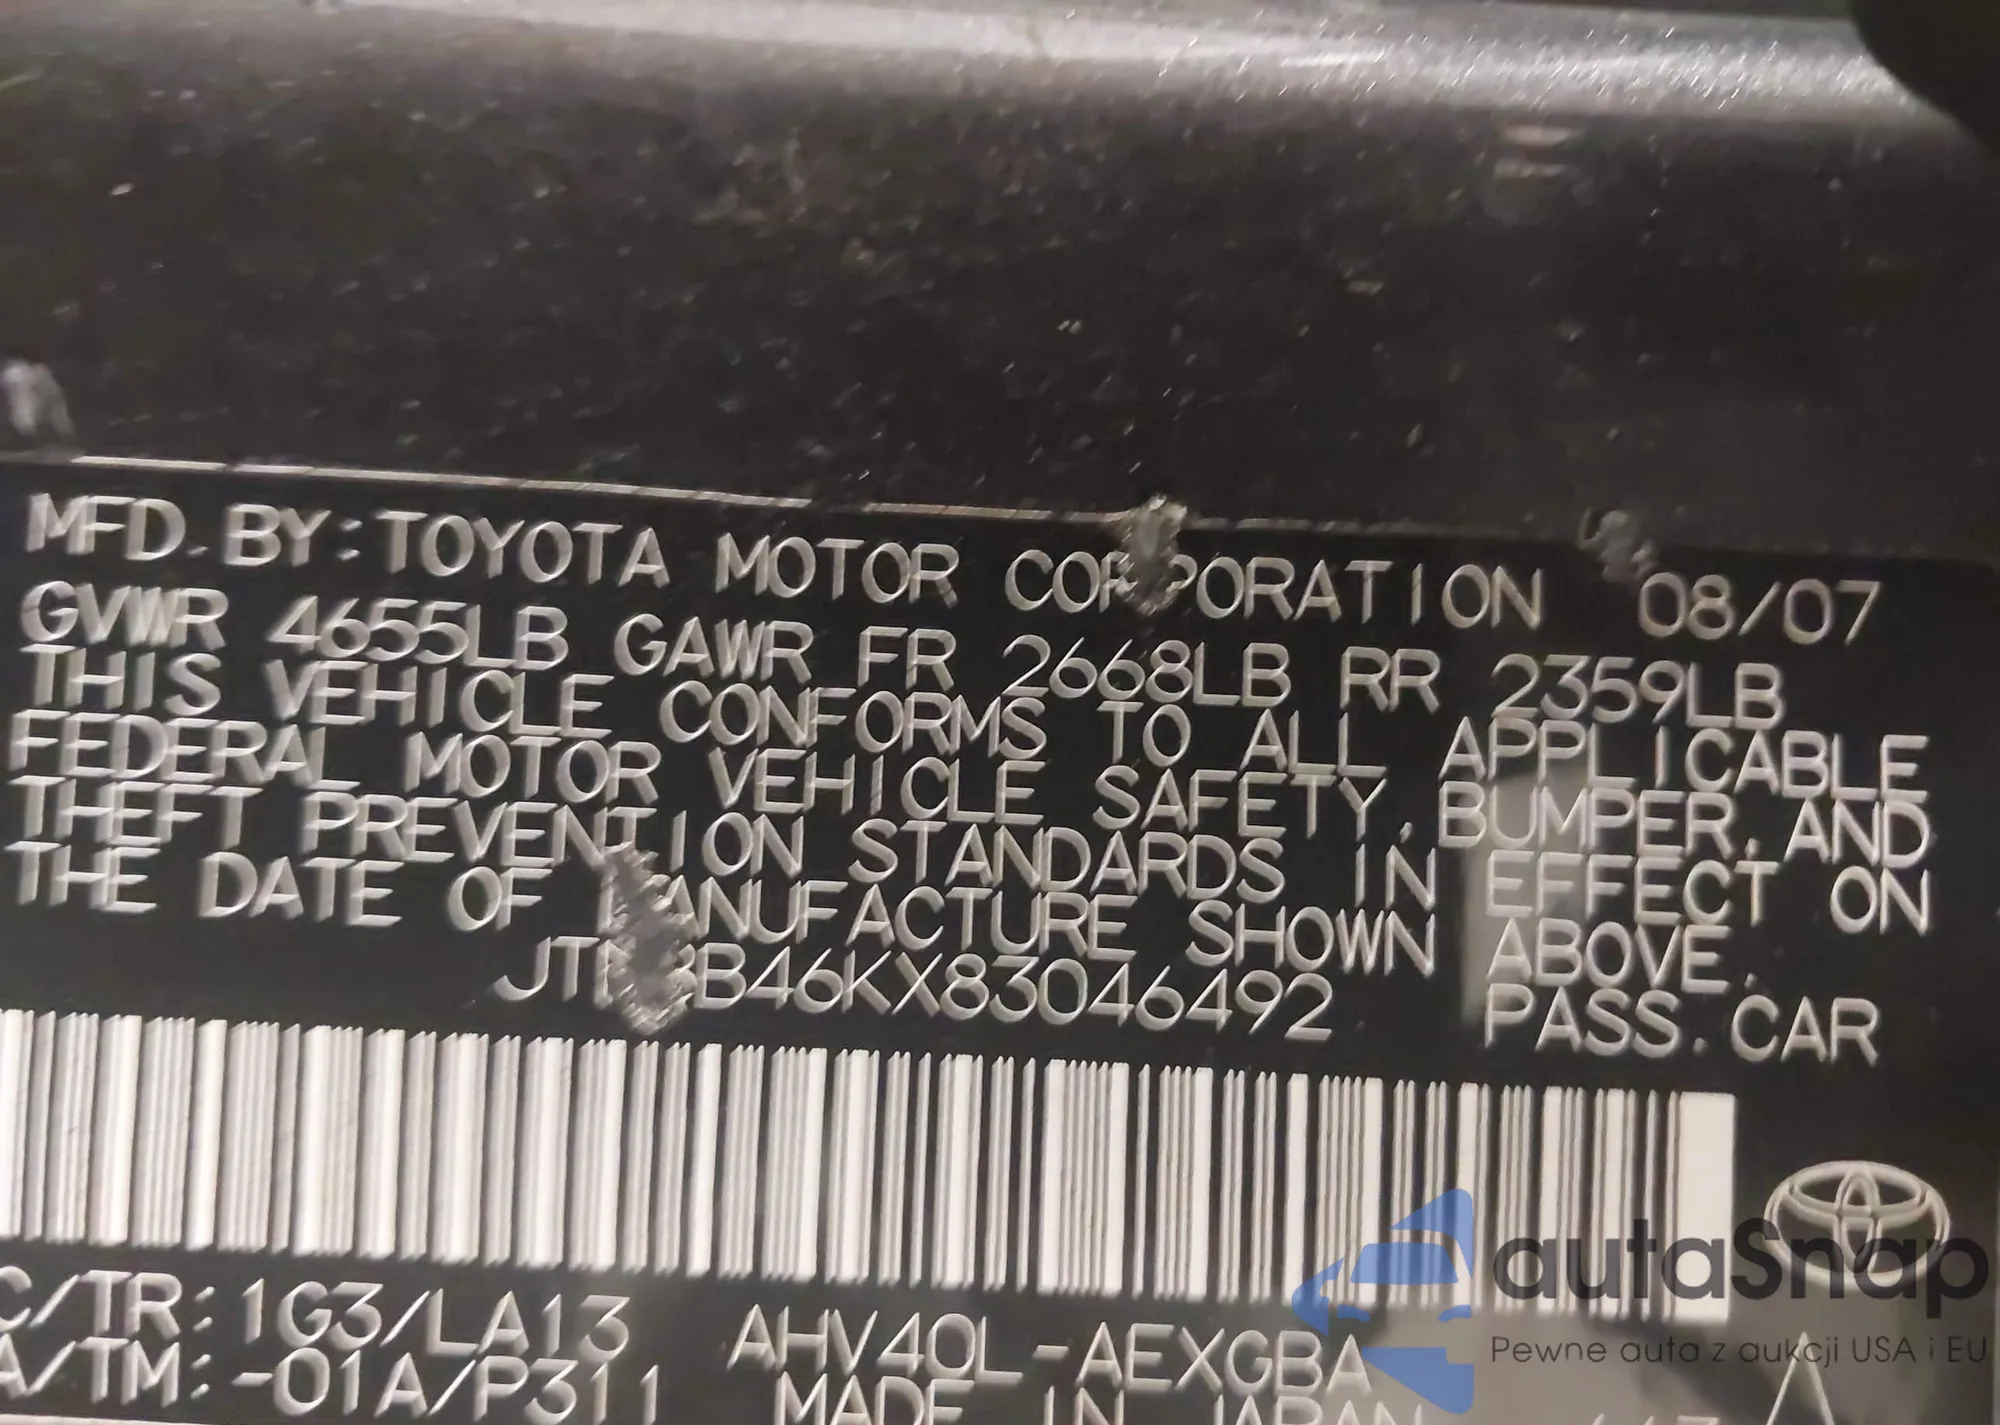 MFD. BY: TOYOTA MOTOR CORPORATION 08/07
GVWR 4655LB GAWR FR 2668LB RR 2359LB
THIS VEHICLE CONFORMS TO ALL APPLICABLE
FEDERAL MOTOR VEHICLE SAFETY, BUMPER, AND
THEFT PREVENTION STANDARDS IN EFFECT ON
THE DATE OF MANUFACTURE SHOWN ABOVE.
PASS. CAR
C/TR: 1G3/LA13 AHV40L-AEXGBA
A/TM: -01A/P311 MADE IN JAPAN
autaSnap
Pewne auta z aukcji USA i EU